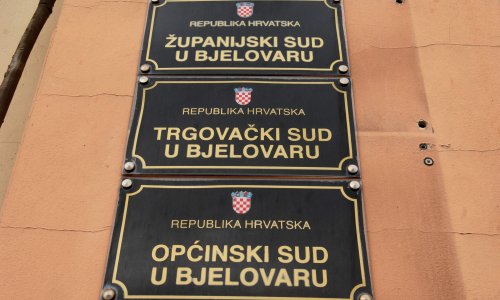 REPUBLIKA HRVATSKA
ŽUPANIJSKI SUD
U BJELOVARU
REPUBLIKA HRVATSKA
TRGOVAČKI SUD
U BJELOVARU
REPUBLIKA HRVATSKA
OPĆINSKI SUD
U BJELOVARU